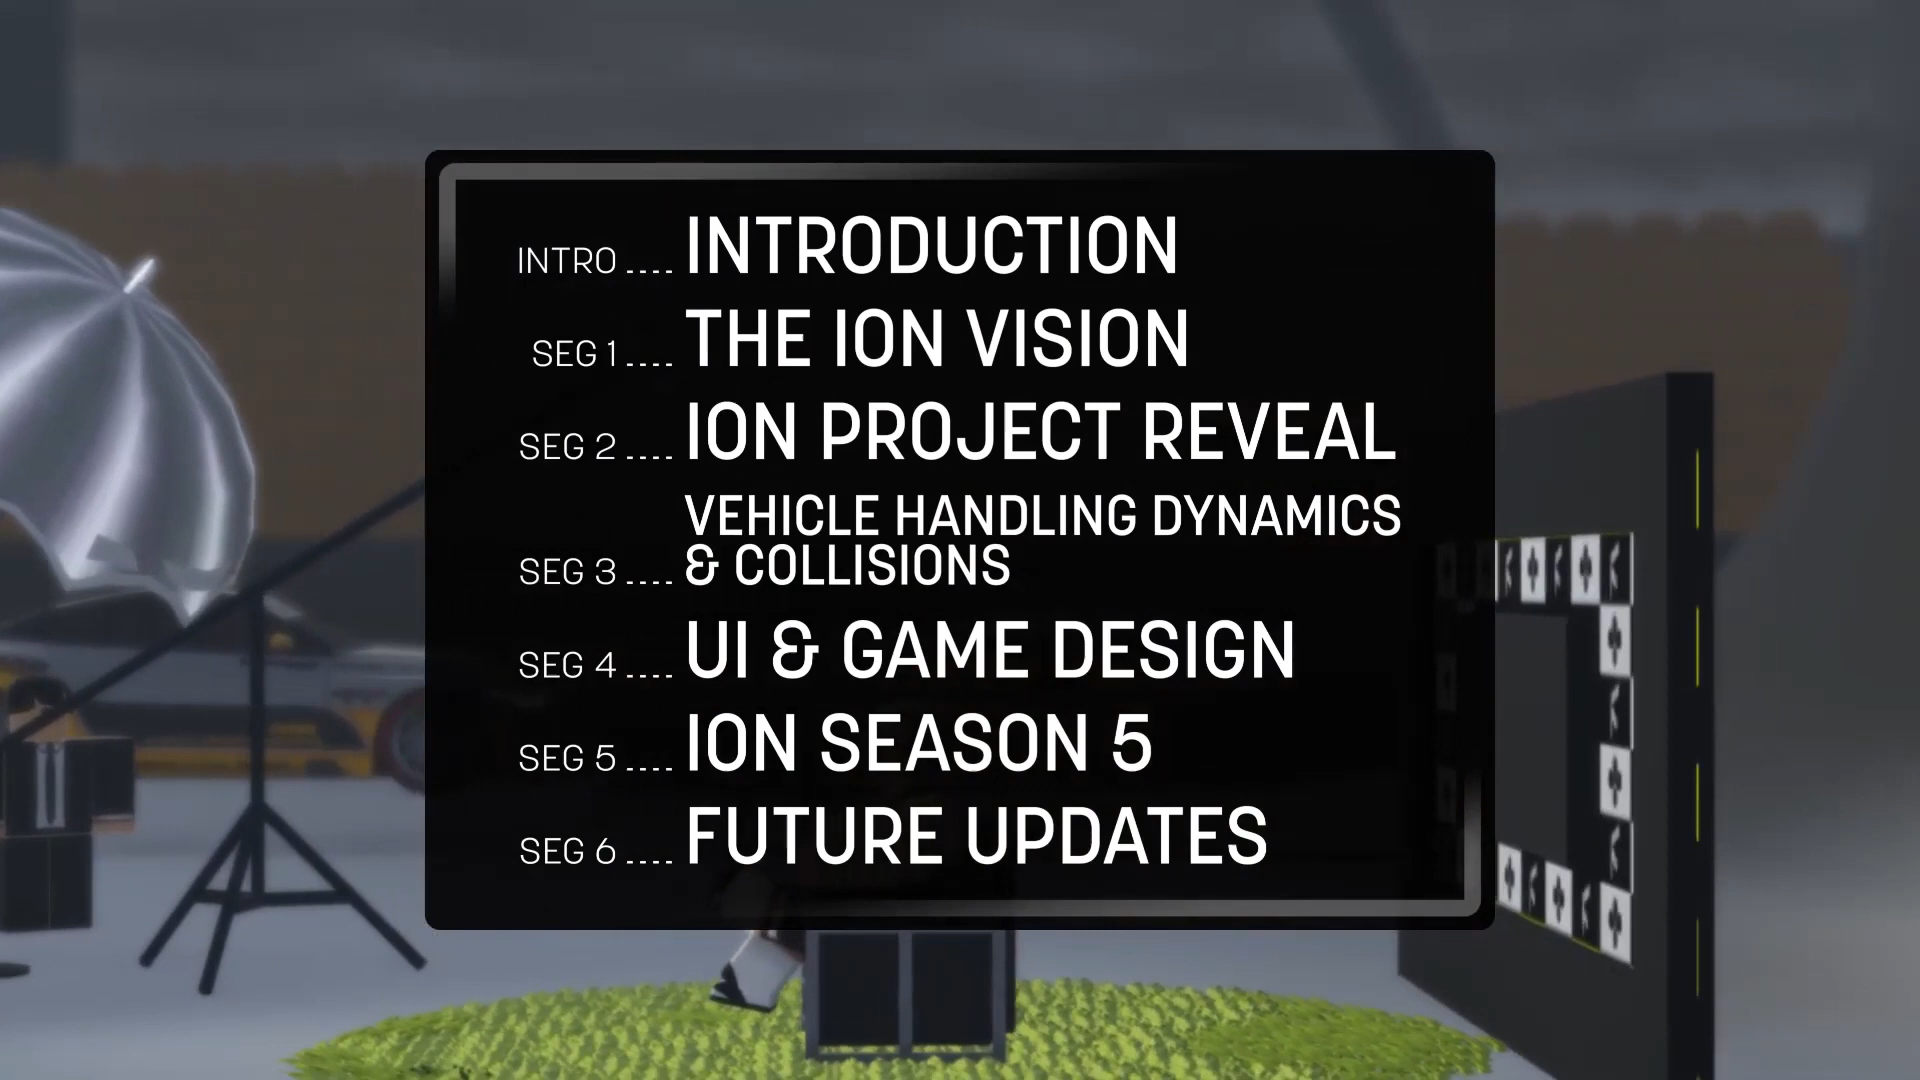 INTRO .... INTRODUCTION
SEG 1 .... THE ION VISION
SEG 2 .... ION PROJECT REVEAL
VEHICLE HANDLING DYNAMICS
SEG 3 .... & COLLISIONS
SEG 4 .... UI & GAME DESIGN
SEG 5 .... ION SEASON 5
SEG 6 .... FUTURE UPDATES